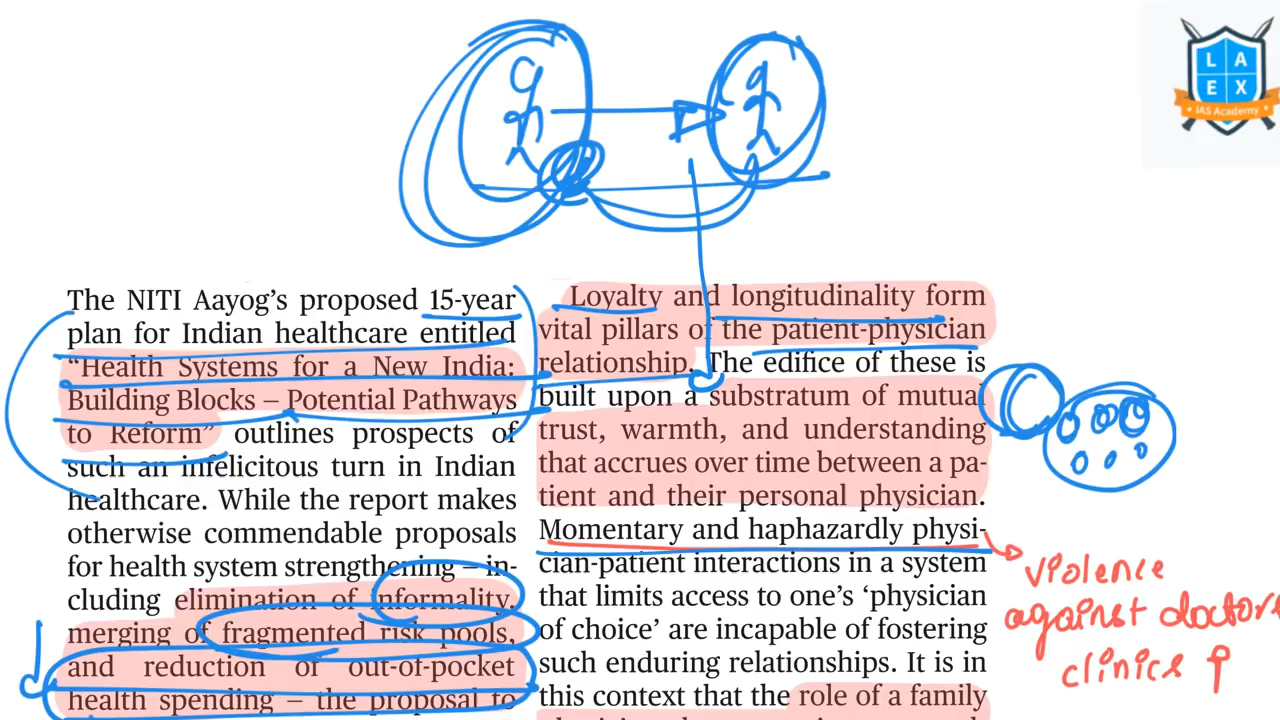 L A
E X
IAS Academy
The NITI Aayog's proposed 15-year
plan for Indian healthcare entitled
“Health Systems for a New India:
Building Blocks – Potential Pathways
to Reform” outlines prospects of
such an infelicitous turn in Indian
healthcare. While the report makes
otherwise commendable proposals
for health system strengthening – in-
cluding elimination of informality,
merging of fragmented risk pools,
and reduction of out-of-pocket
health spending – the proposal to
Loyalty and longitudinality form
vital pillars of the patient-physician
relationship. The edifice of these is
built upon a substratum of mutual
trust, warmth, and understanding
that accrues over time between a pa-
tient and their personal physician.
Momentary and haphazardly physi-
cian-patient interactions in a system
that limits access to one's ‘physician
of choice’ are incapable of fostering
such enduring relationships. It is in
this context that the role of a family
violence
against doctors
clinics ↑